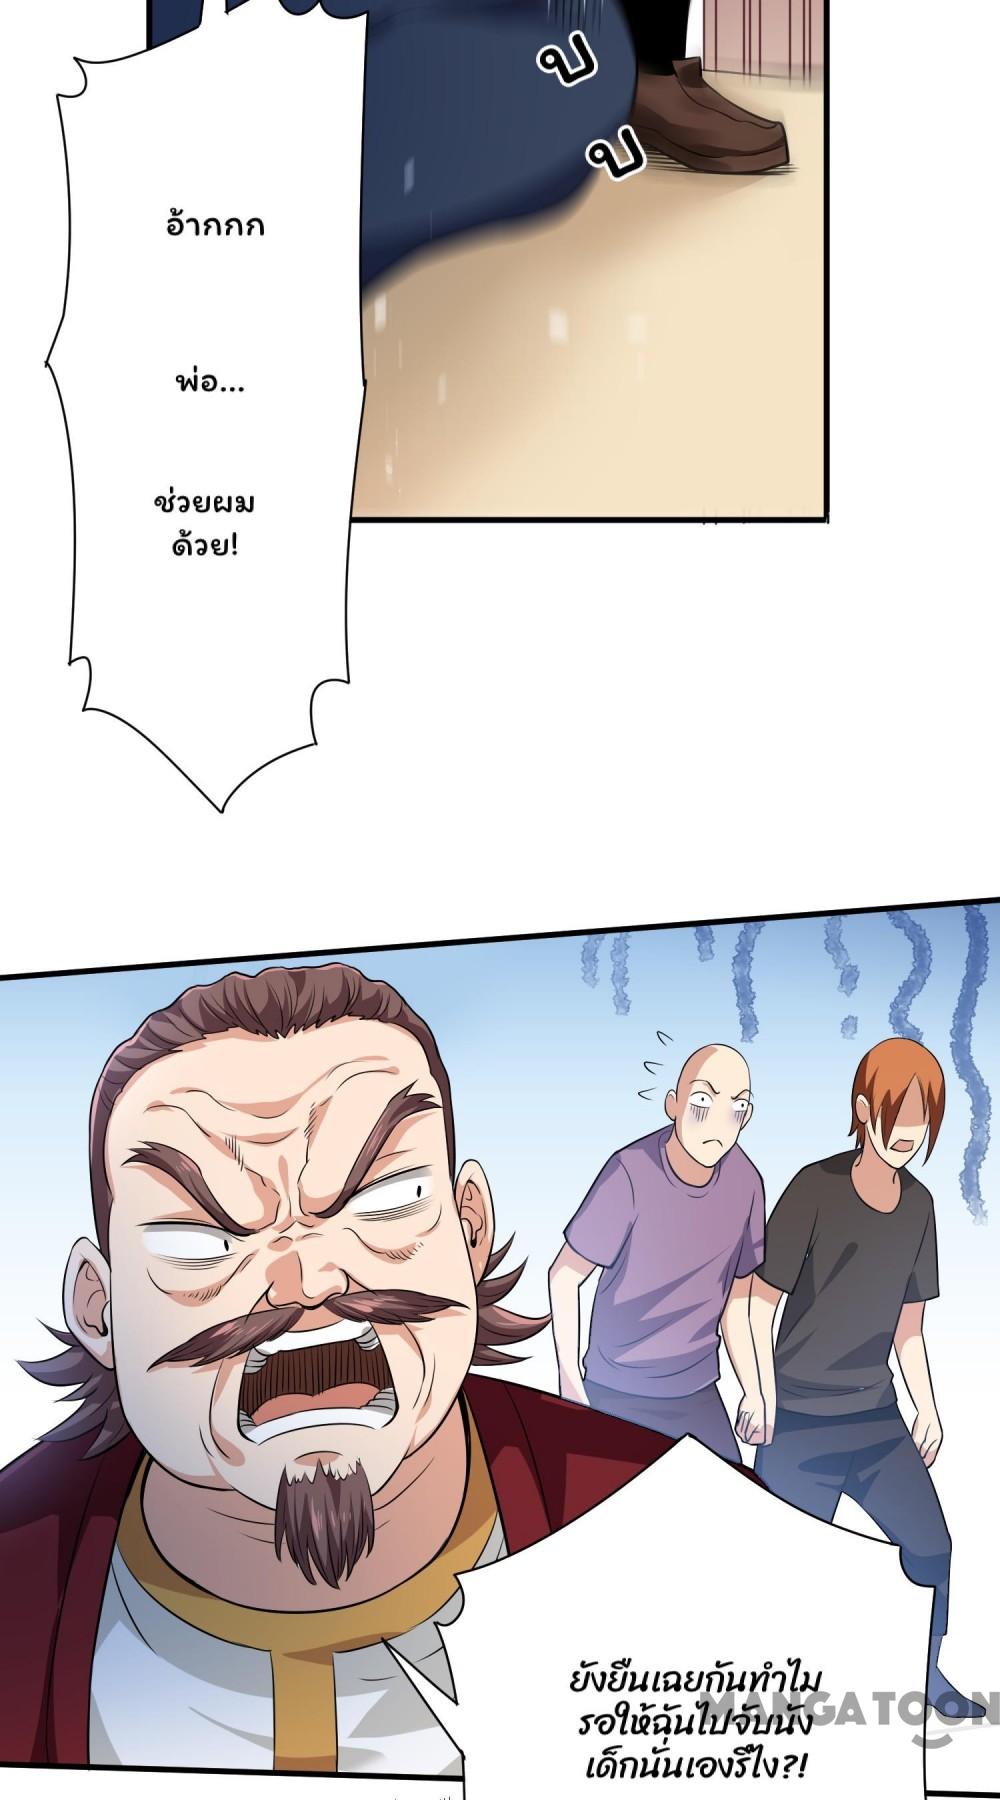 บ
บ
อ้ากกก
พ่อ...
ช่วยผม
ด้วย!
ยังยืนเฉยกันทำไม
รอให้ฉันไปจับนัง
เด็กนั่นเองรึไง?!
MANGATOON